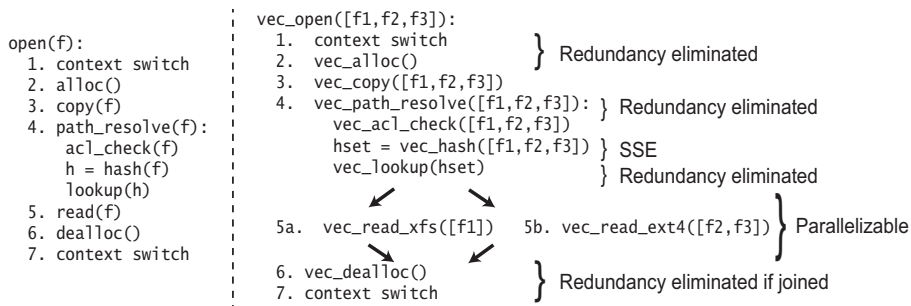 open(f):
1. context switch
2. alloc()
3. copy(f)
4. path_resolve(f):
acl_check(f)
h = hash(f)
lookup(h)
5. read(f)
6. dealloc()
7. context switch
vec_open([f1,f2,f3]):
1. context switch
2. vec_alloc()
Redundancy eliminated
3. vec_copy([f1,f2,f3])
4. vec_path_resolve([f1,f2,f3]):
Redundancy eliminated
vec_acl_check([f1,f2,f3])
hset = vec_hash([f1,f2,f3])
SSE
vec_lookup(hset)
Redundancy eliminated
5a. vec_read_xfs([f1])
5b. vec_read_ext4([f2,f3])
Parallelizable
6. vec_dealloc()
7. context switch
Redundancy eliminated if joined